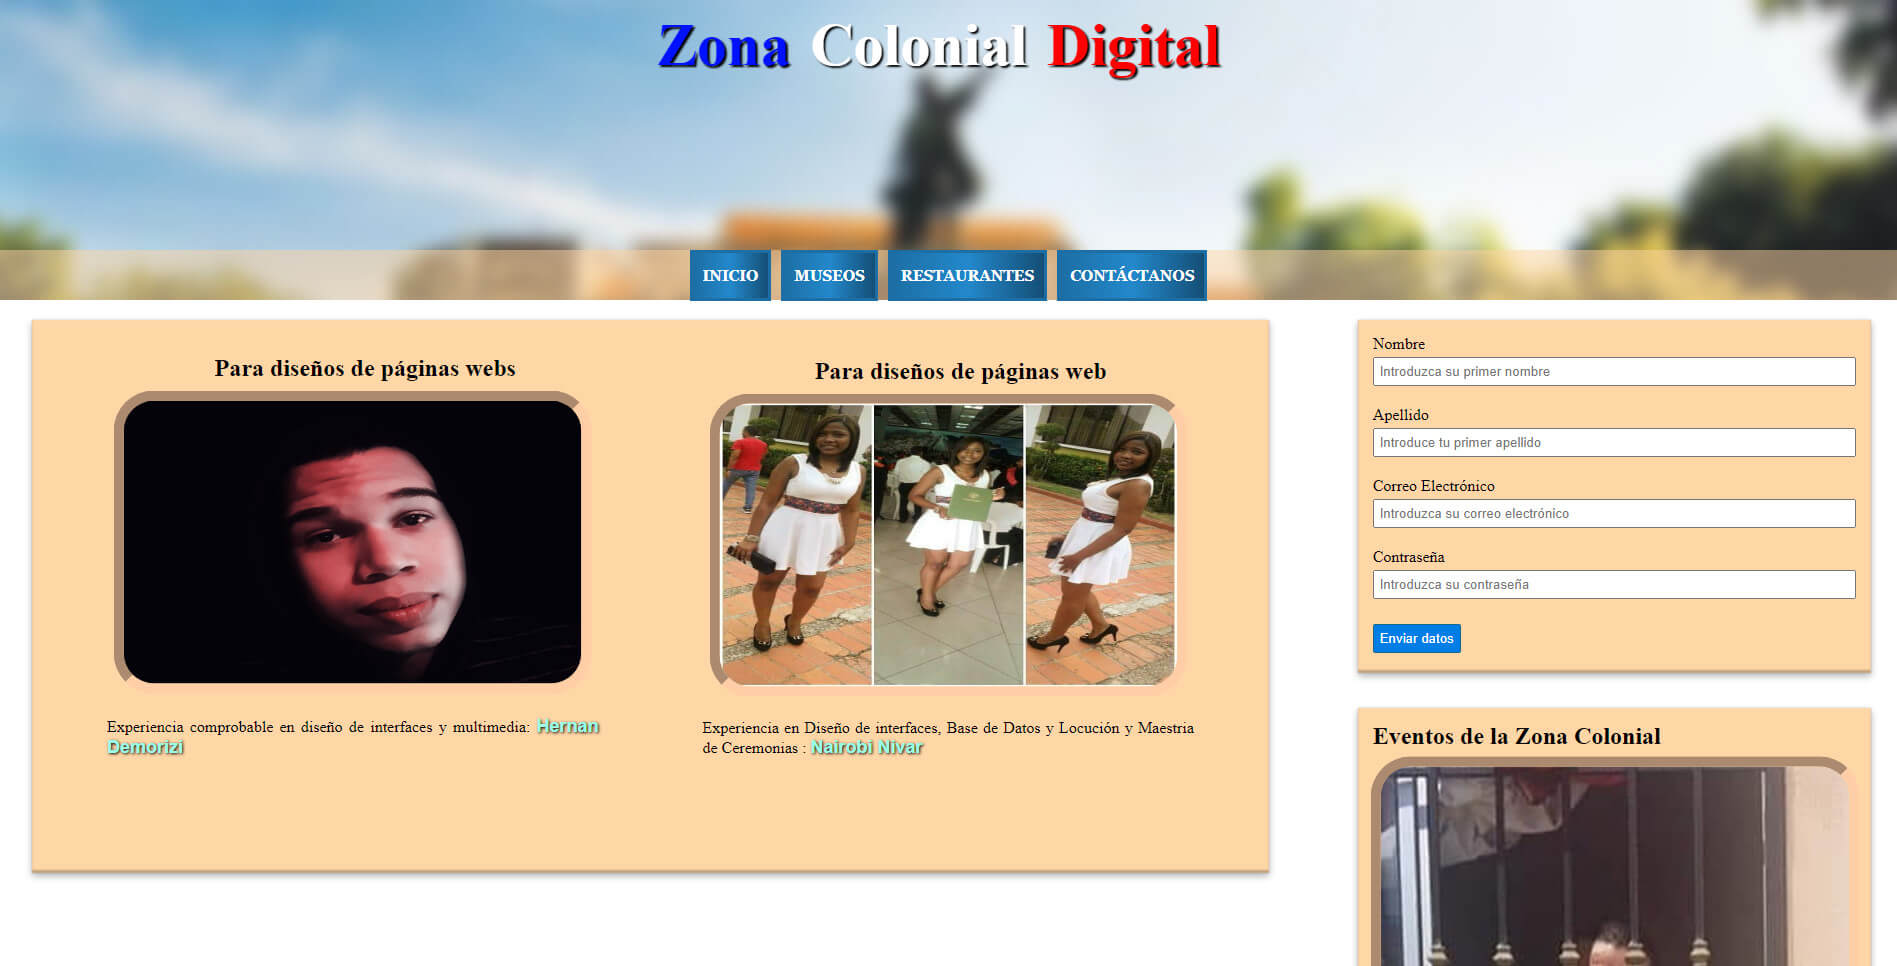 Zona Colonial Digital
INICIO MUSEOS RESTAURANTES CONTÁCTANOS
Para diseños de páginas webs
Experiencia comprobable en diseño de interfaces y multimedia: Hernan
Demorizi
Para diseños de páginas web
Experiencia en Diseño de interfaces, Base de Datos y Locución y Maestria
de Ceremonias : Nairobi Nivar
Nombre
Introduzca su primer nombre
Apellido
Introduce tu primer apellido
Correo Electrónico
Introduzca su correo electrónico
Contraseña
Introduzca su contraseña
Enviar datos
Eventos de la Zona Colonial